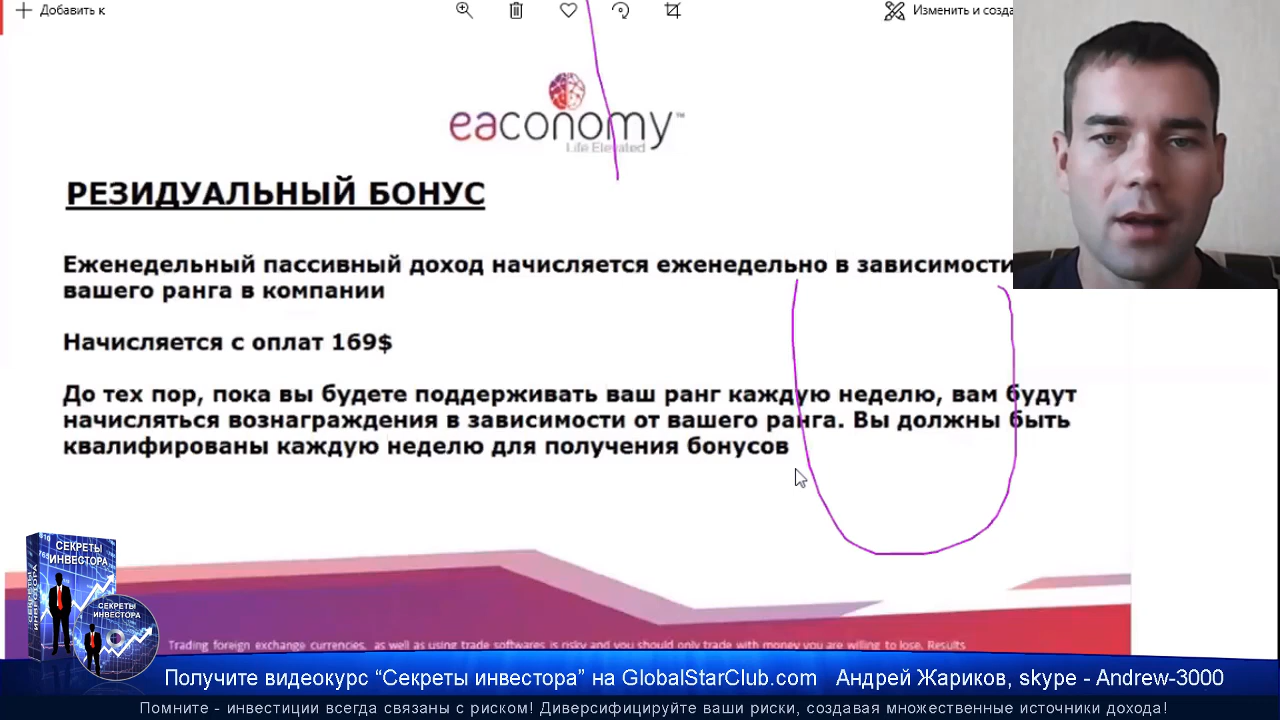 Добавить к
Изменить и созда
eaconomy™
Life Elevated
РЕЗИДУАЛЬНЫЙ БОНУС
Еженедельный пассивный доход начисляется еженедельно в зависимости
вашего ранга в компании
Начисляется с оплат 169$
До тех пор, пока вы будете поддерживать ваш ранг каждую неделю, вам будут
начисляться вознаграждения в зависимости от вашего ранга. Вы должны быть
квалифированы каждую неделю для получения бонусов
СЕКРЕТЫ
ИНВЕСТОРА
СЕКРЕТЫ
ИНВЕСТОРА
Trading foreign exchange currencies, as well as using trade softwares is risky and you should only trade with money you are willing to lose. Results
Получите видеокурс “Секреты инвестора” на GlobalStarClub.com Андрей Жариков, skype - Andrew-3000
Помните - инвестиции всегда связаны с риском! Диверсифицируйте ваши риски, создавая множественные источники дохода!